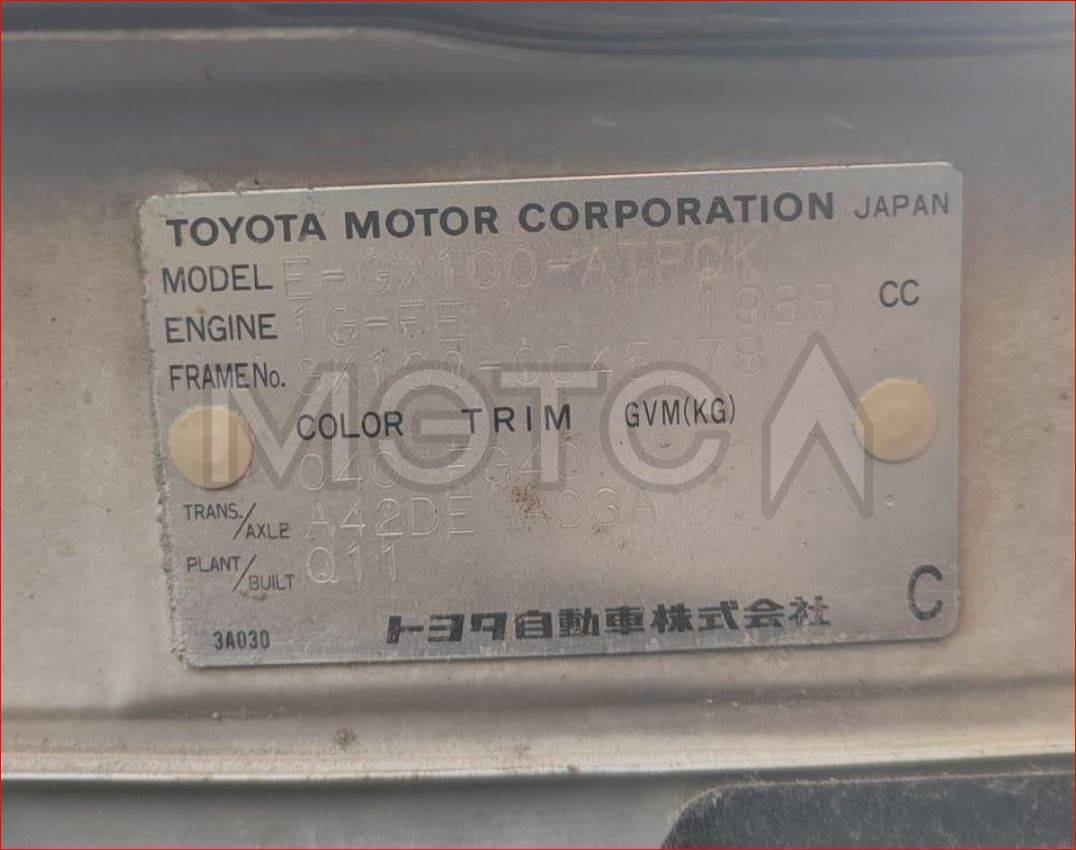 TOYOTA MOTOR CORPORATION JAPAN
MODEL E-GX100-ATPQK
ENGINE 1G-FE 1988 CC
FRAME No.
COLOR TRIM GVM(KG)
040 FG40
TRANS./AXLE A42DE
PLANT/BUILT Q11
C
3A030 トヨタ自動車株式会社